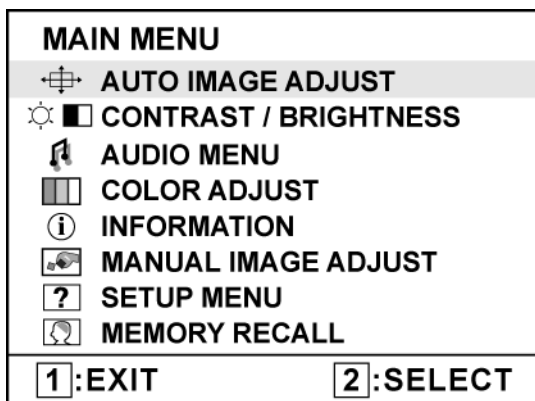 MAIN MENU
AUTO IMAGE ADJUST
CONTRAST / BRIGHTNESS
AUDIO MENU
COLOR ADJUST
i INFORMATION
MANUAL IMAGE ADJUST
? SETUP MENU
MEMORY RECALL
1:EXIT 2:SELECT